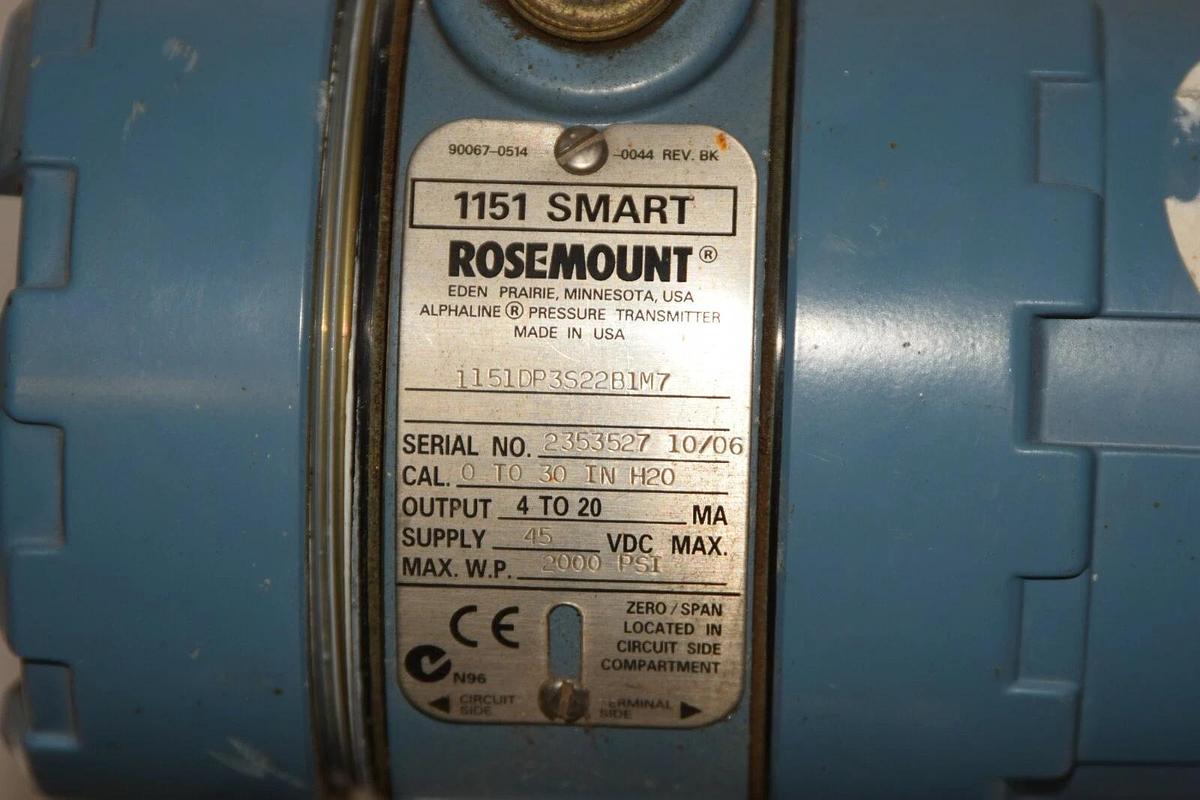 90067-0514 -0044 REV. BK
1151 SMART
ROSEMOUNT®
EDEN PRAIRIE, MINNESOTA, USA
ALPHALINE ® PRESSURE TRANSMITTER
MADE IN USA
1151DP3S22B1M7
SERIAL NO. 2353527 10/06
CAL. 0 TO 30 IN H2O
OUTPUT 4 TO 20 MA
SUPPLY 45 VDC MAX.
MAX. W.P. 2000 PSI
CE
N96
ZERO/SPAN
LOCATED IN
CIRCUIT SIDE
COMPARTMENT
◀ CIRCUIT
SIDE
TERMINAL ▶
SIDE